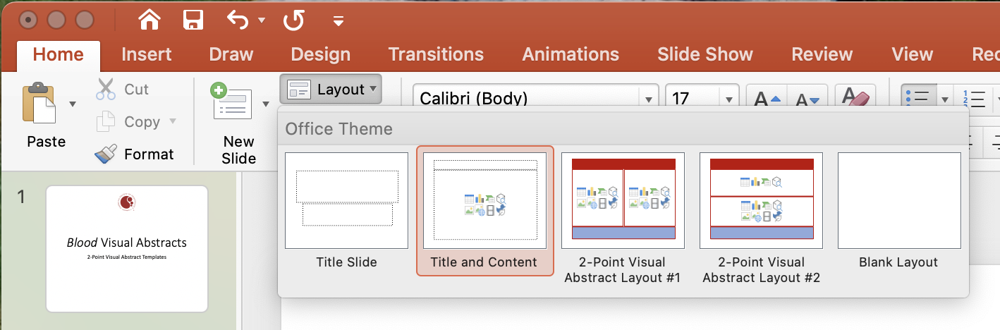 Home Insert Draw Design Transitions Animations Slide Show Review View Rec
Paste
Cut
Copy
Format
New
Slide
Layout
Calibri (Body)
17
A A A
Office Theme
Title Slide
Title and Content
2-Point Visual
Abstract Layout #1
2-Point Visual
Abstract Layout #2
Blank Layout
1
Blood Visual Abstracts
2-Point Visual Abstract Templates